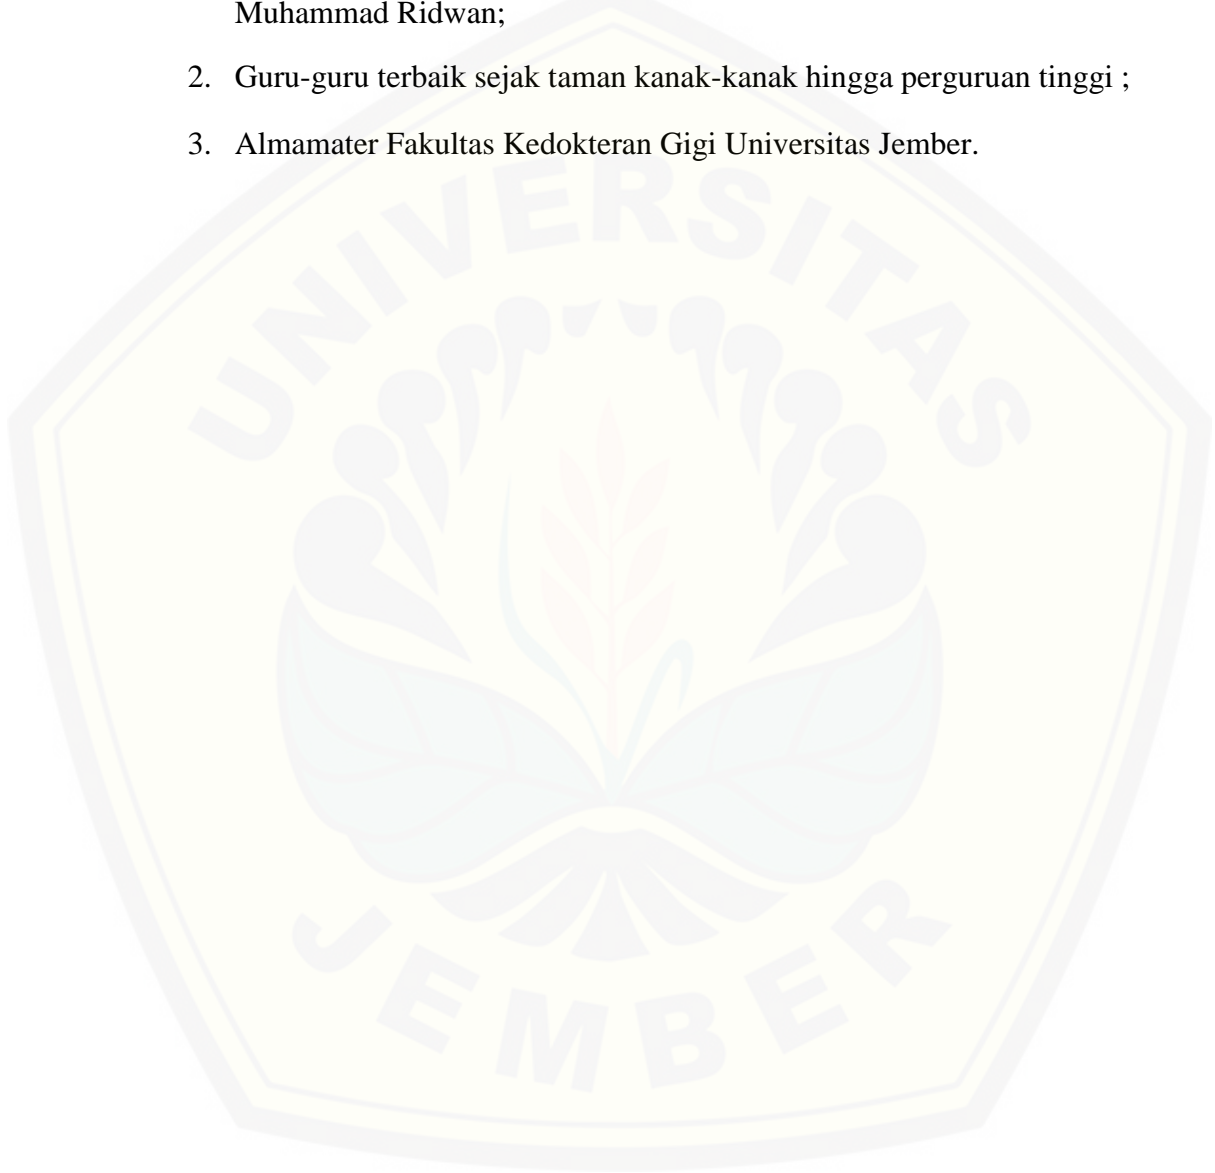 Muhammad Ridwan;
2. Guru-guru terbaik sejak taman kanak-kanak hingga perguruan tinggi ;
3. Almamater Fakultas Kedokteran Gigi Universitas Jember.
UNIVERSITAS
JEMBER